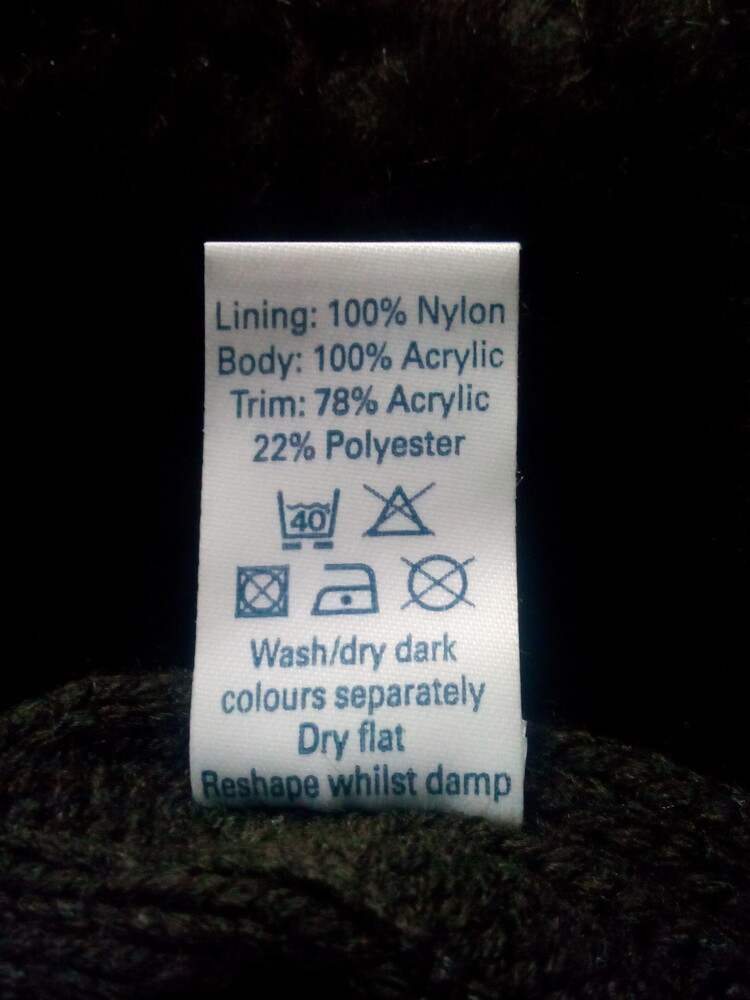 Lining: 100% Nylon
Body: 100% Acrylic
Trim: 78% Acrylic
22% Polyester
40
Wash/dry dark
colours separately
Dry flat
Reshape whilst damp